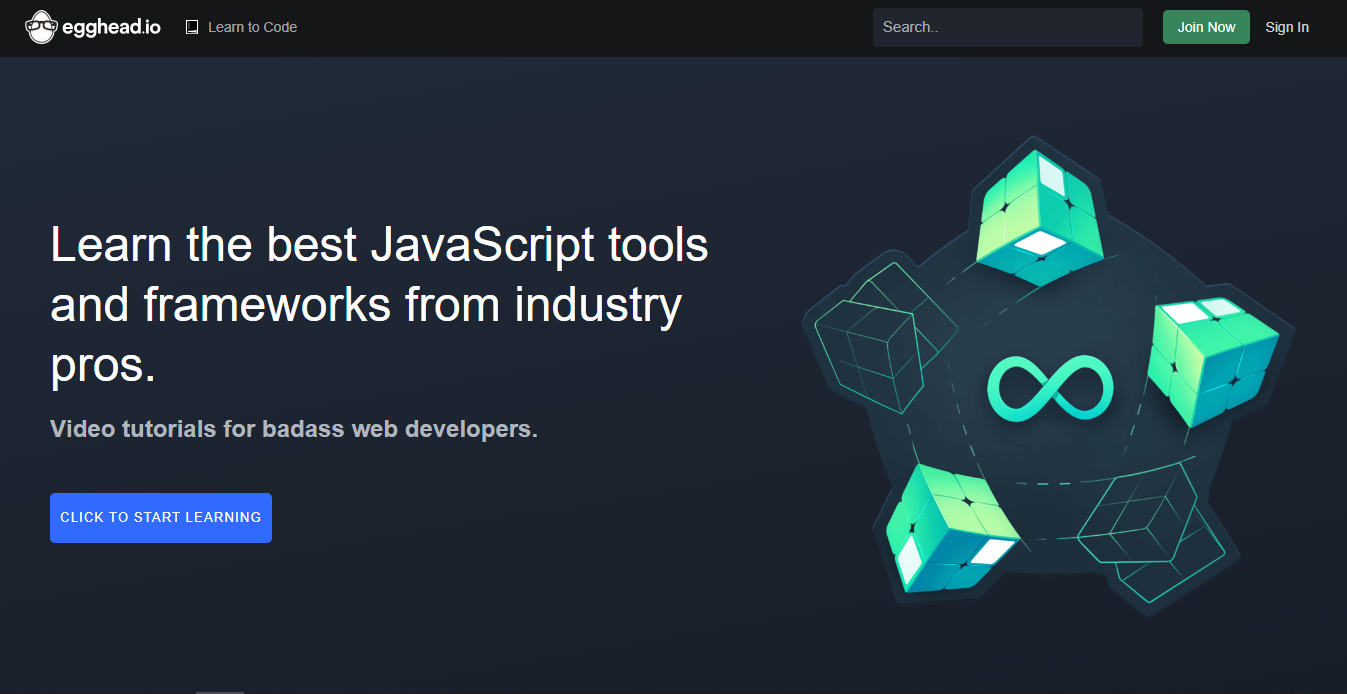 egghead.io
Learn to Code
Search..
Join Now
Sign In
Learn the best JavaScript tools
and frameworks from industry
pros.
Video tutorials for badass web developers.
CLICK TO START LEARNING